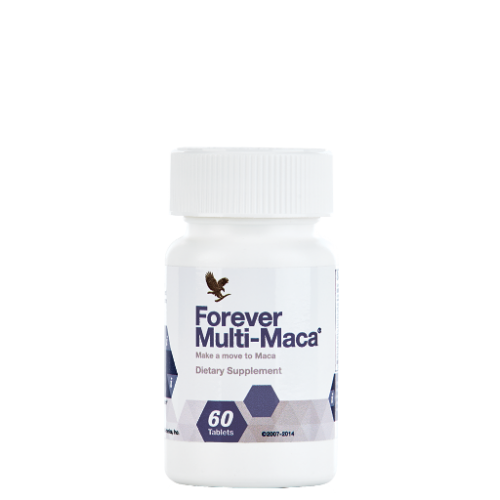 Forever
Multi-Maca®
Make a move to Maca
Dietary Supplement
60
Tablets
©2007-2014